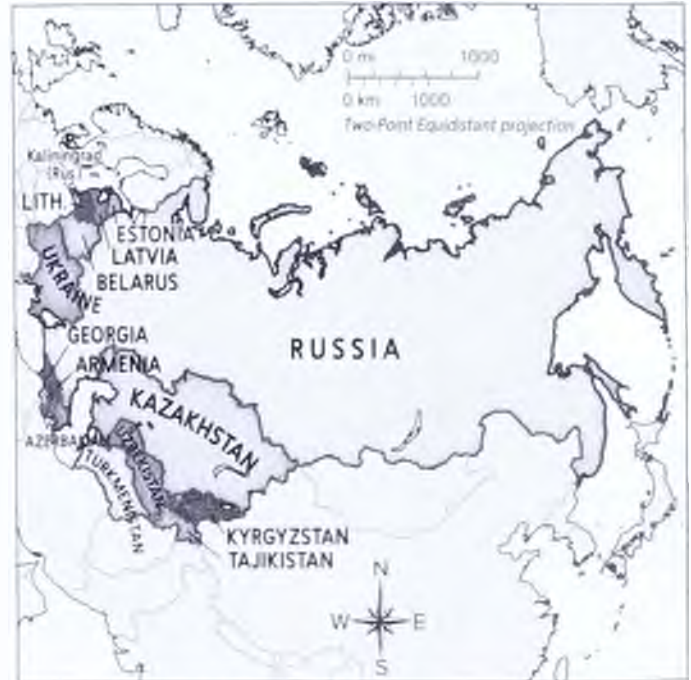 0 mi 1000
0 km 1000
Two-Point Equidistant projection
Kaliningrad
(Rus.)
LITH.
ESTONIA
LATVIA
BELARUS
UKRAINE
GEORGIA
ARMENIA
AZERBAIJAN
RUSSIA
KAZAKHSTAN
UZBEKISTAN
TURKMENISTAN
KYRGYZSTAN
TAJIKISTAN
N
W E
S